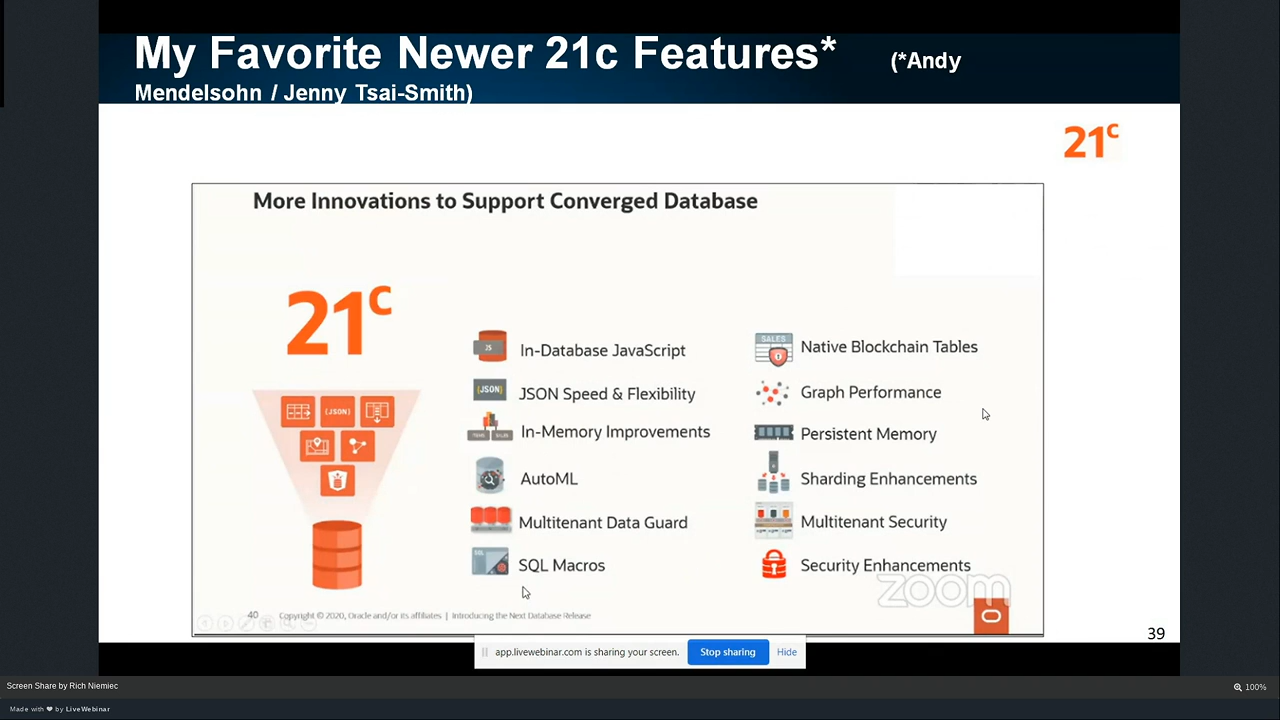 My Favorite Newer 21c Features* (*Andy
Mendelsohn / Jenny Tsai-Smith)
21c
More Innovations to Support Converged Database
21c
(JSON)
JS
In-Database JavaScript
{JSON}
JSON Speed & Flexibility
In-Memory Improvements
AutoML
Multitenant Data Guard
SQL
SQL Macros
SALES
Native Blockchain Tables
Graph Performance
Persistent Memory
Sharding Enhancements
Multitenant Security
Security Enhancements
zoom
40 Copyright © 2020, Oracle and/or its affiliates | Introducing the Next Database Release
39
app.livewebinar.com is sharing your screen. Stop sharing Hide
Screen Share by Rich Niemiec
100%
Made with ❤ by LiveWebinar